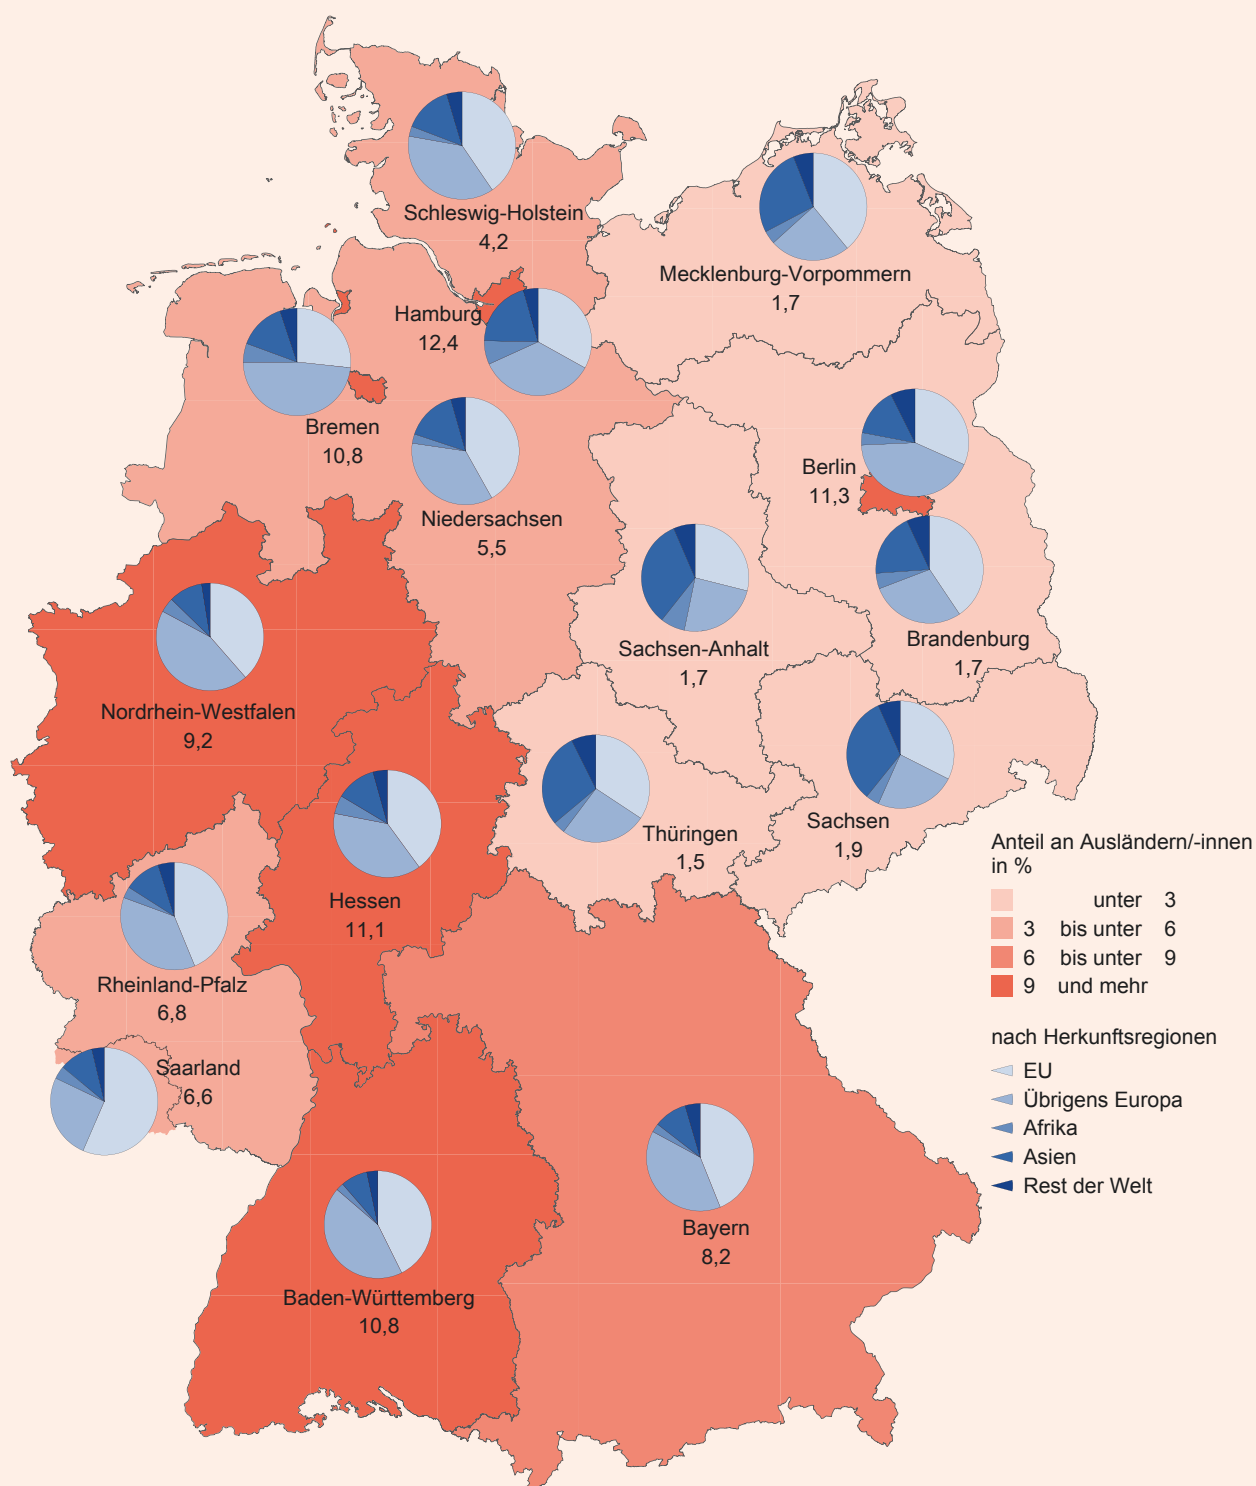 Schleswig-Holstein
4,2
Mecklenburg-Vorpommern
1,7
Hamburg
12,4
Bremen
10,8
Niedersachsen
5,5
Berlin
11,3
Brandenburg
1,7
Sachsen-Anhalt
1,7
Nordrhein-Westfalen
9,2
Thüringen
1,5
Sachsen
1,9
Hessen
11,1
Rheinland-Pfalz
6,8
Saarland
6,6
Bayern
8,2
Baden-Württemberg
10,8
Anteil an Ausländern/-innen
in %
unter 3
3 bis unter 6
6 bis unter 9
9 und mehr
nach Herkunftsregionen
EU
Übrigens Europa
Afrika
Asien
Rest der Welt